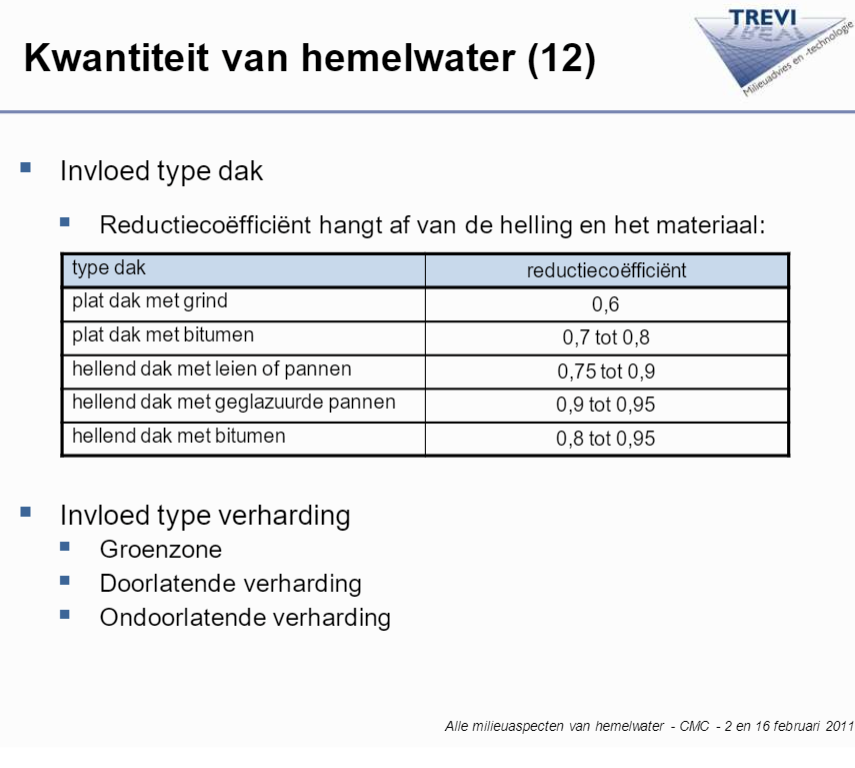 TREVI
Milieuadvies en -technologie
Kwantiteit van hemelwater (12)
Invloed type dak
Reductiecoëfficiënt hangt af van de helling en het materiaal:
type dak reductiecoëfficiënt
plat dak met grind 0,6
plat dak met bitumen 0,7 tot 0,8
hellend dak met leien of pannen 0,75 tot 0,9
hellend dak met geglazuurde pannen 0,9 tot 0,95
hellend dak met bitumen 0,8 tot 0,95
Invloed type verharding
Groenzone
Doorlatende verharding
Ondoorlatende verharding
Alle milieuaspecten van hemelwater - CMC - 2 en 16 februari 2011